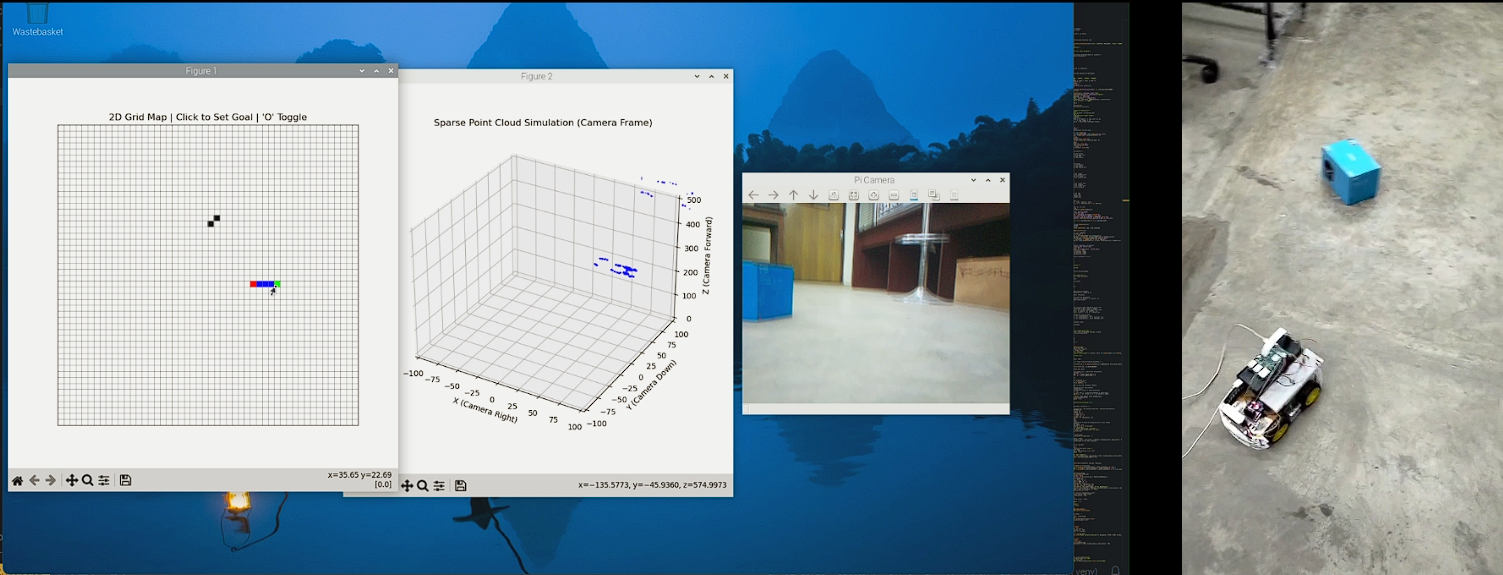 Wastebasket
Figure 1
2D Grid Map | Click to Set Goal | 'O' Toggle
x=35.65 y=22.69
[0.0]
Figure 2
Sparse Point Cloud Simulation (Camera Frame)
500
400
300
200
100
0
Z (Camera Forward)
100
75
50
25
0
−25
−50
−75
−100
Y (Camera Down)
−100
−75
−50
−25
0
25
50
75
100
X (Camera Right)
x=−135.5773, y=−45.9360, z=574.9973
Pi Camera